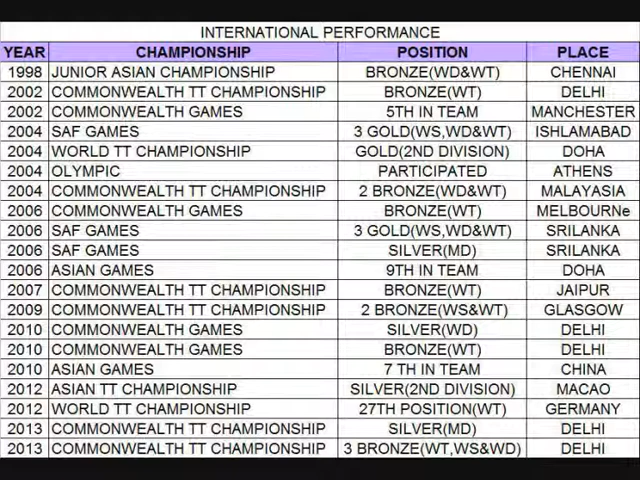 INTERNATIONAL PERFORMANCE
YEAR CHAMPIONSHIP POSITION PLACE
1998 JUNIOR ASIAN CHAMPIONSHIP BRONZE(WD&WT) CHENNAI
2002 COMMONWEALTH TT CHAMPIONSHIP BRONZE(WT) DELHI
2002 COMMONWEALTH GAMES 5TH IN TEAM MANCHESTER
2004 SAF GAMES 3 GOLD(WS,WD&WT) ISHLAMABAD
2004 WORLD TT CHAMPIONSHIP GOLD(2ND DIVISION) DOHA
2004 OLYMPIC PARTICIPATED ATHENS
2004 COMMONWEALTH TT CHAMPIONSHIP 2 BRONZE(WD&WT) MALAYASIA
2006 COMMONWEALTH GAMES BRONZE(WT) MELBOURNe
2006 SAF GAMES 3 GOLD(WS,WD&WT) SRILANKA
2006 SAF GAMES SILVER(MD) SRILANKA
2006 ASIAN GAMES 9TH IN TEAM DOHA
2007 COMMONWEALTH TT CHAMPIONSHIP BRONZE(WT) JAIPUR
2009 COMMONWEALTH TT CHAMPIONSHIP 2 BRONZE(WS&WT) GLASGOW
2010 COMMONWEALTH GAMES SILVER(WD) DELHI
2010 COMMONWEALTH GAMES BRONZE(WT) DELHI
2010 ASIAN GAMES 7 TH IN TEAM CHINA
2012 ASIAN TT CHAMPIONSHIP SILVER(2ND DIVISION) MACAO
2012 WORLD TT CHAMPIONSHIP 27TH POSITION(WT) GERMANY
2013 COMMONWEALTH TT CHAMPIONSHIP SILVER(MD) DELHI
2013 COMMONWEALTH TT CHAMPIONSHIP 3 BRONZE(WT,WS&WD) DELHI